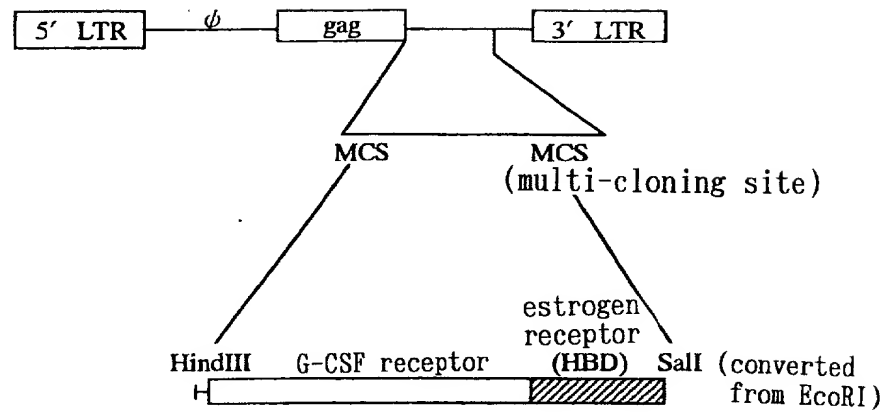 5′ LTR ψ gag 3′ LTR
MCS MCS
(multi-cloning site)
estrogen
receptor
HindIII G-CSF receptor (HBD) SalI (converted
from EcoRI)